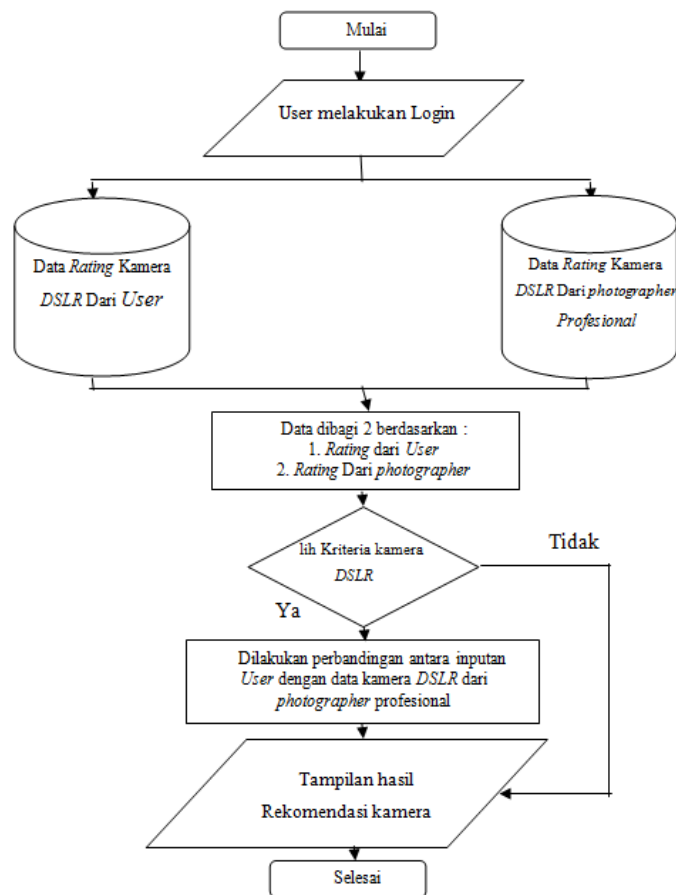 Mulai
User melakukan Login
Data Rating Kamera
DSLR Dari User
Data Rating Kamera
DSLR Dari photographer
Profesional
Data dibagi 2 berdasarkan :
1. Rating dari User
2. Rating Dari photographer
lih Kriteria kamera
DSLR
Tidak
Ya
Dilakukan perbandingan antara inputan
User dengan data kamera DSLR dari
photographer profesional
Tampilan hasil
Rekomendasi kamera
Selesai